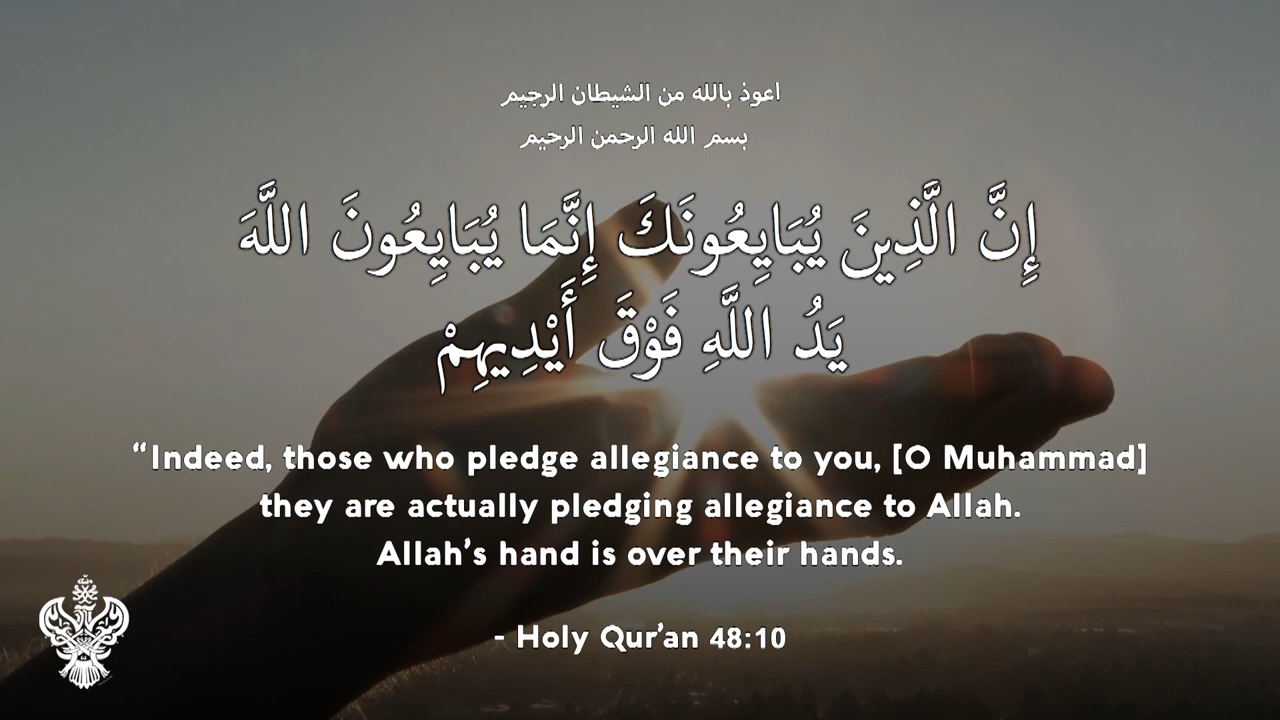 اعوذ بالله من الشيطان الرجيم
بسم الله الرحمن الرحيم
إِنَّ الَّذِينَ يُبَايِعُونَكَ إِنَّمَا يُبَايِعُونَ اللَّهَ
يَدُ اللَّهِ فَوْقَ أَيْدِيهِمْ
“Indeed, those who pledge allegiance to you, [O Muhammad]
they are actually pledging allegiance to Allah.
Allah’s hand is over their hands.
- Holy Qur’an 48:10